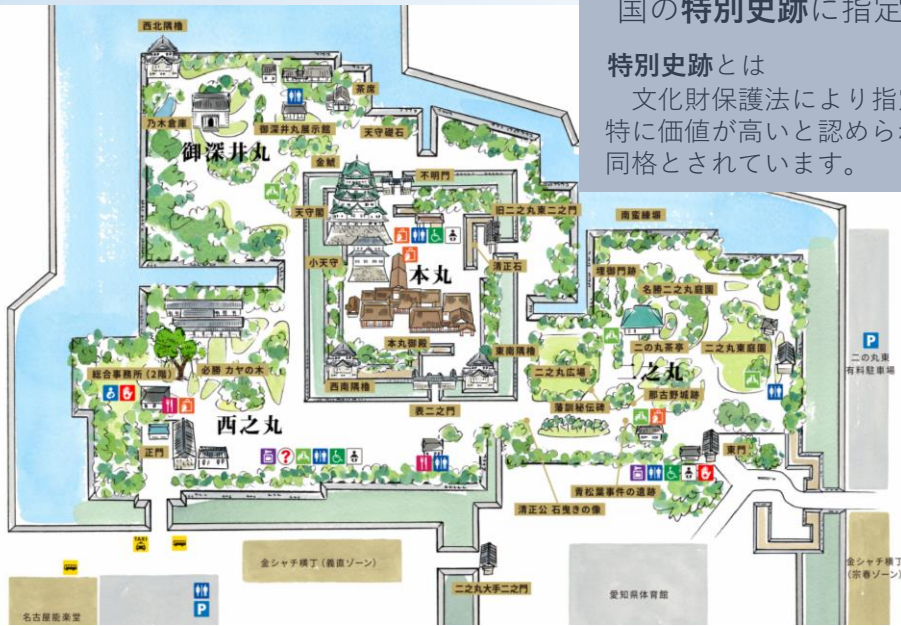 国の特別史跡に指定
特別史跡とは
文化財保護法により指定
特に価値が高いと認められ
同格とされています。
西北隅櫓
茶席
乃木倉庫
御深井丸展示館
天守礎石
御深井丸
金鯱
不明門
天守閣
旧二之丸東二之門
南蛮練塀
小天守
清正石
本丸
埋御門跡
名勝二之丸庭園
本丸御殿
東南隅櫓
二の丸茶亭
二之丸東庭園
P
二の丸東
有料駐車場
総合事務所(2階)
必勝 カヤの木
西南隅櫓
二之丸広場
二之丸
那古野城跡
藩訓秘伝碑
表二之門
西之丸
正門
?
東門
青松葉事件の遺跡
清正公 石曳きの像
TAXI
金シャチ横丁(義直ゾーン)
二之丸大手二之門
愛知県体育館
金シャチ横丁
(宗春ゾーン)
名古屋能楽堂
P